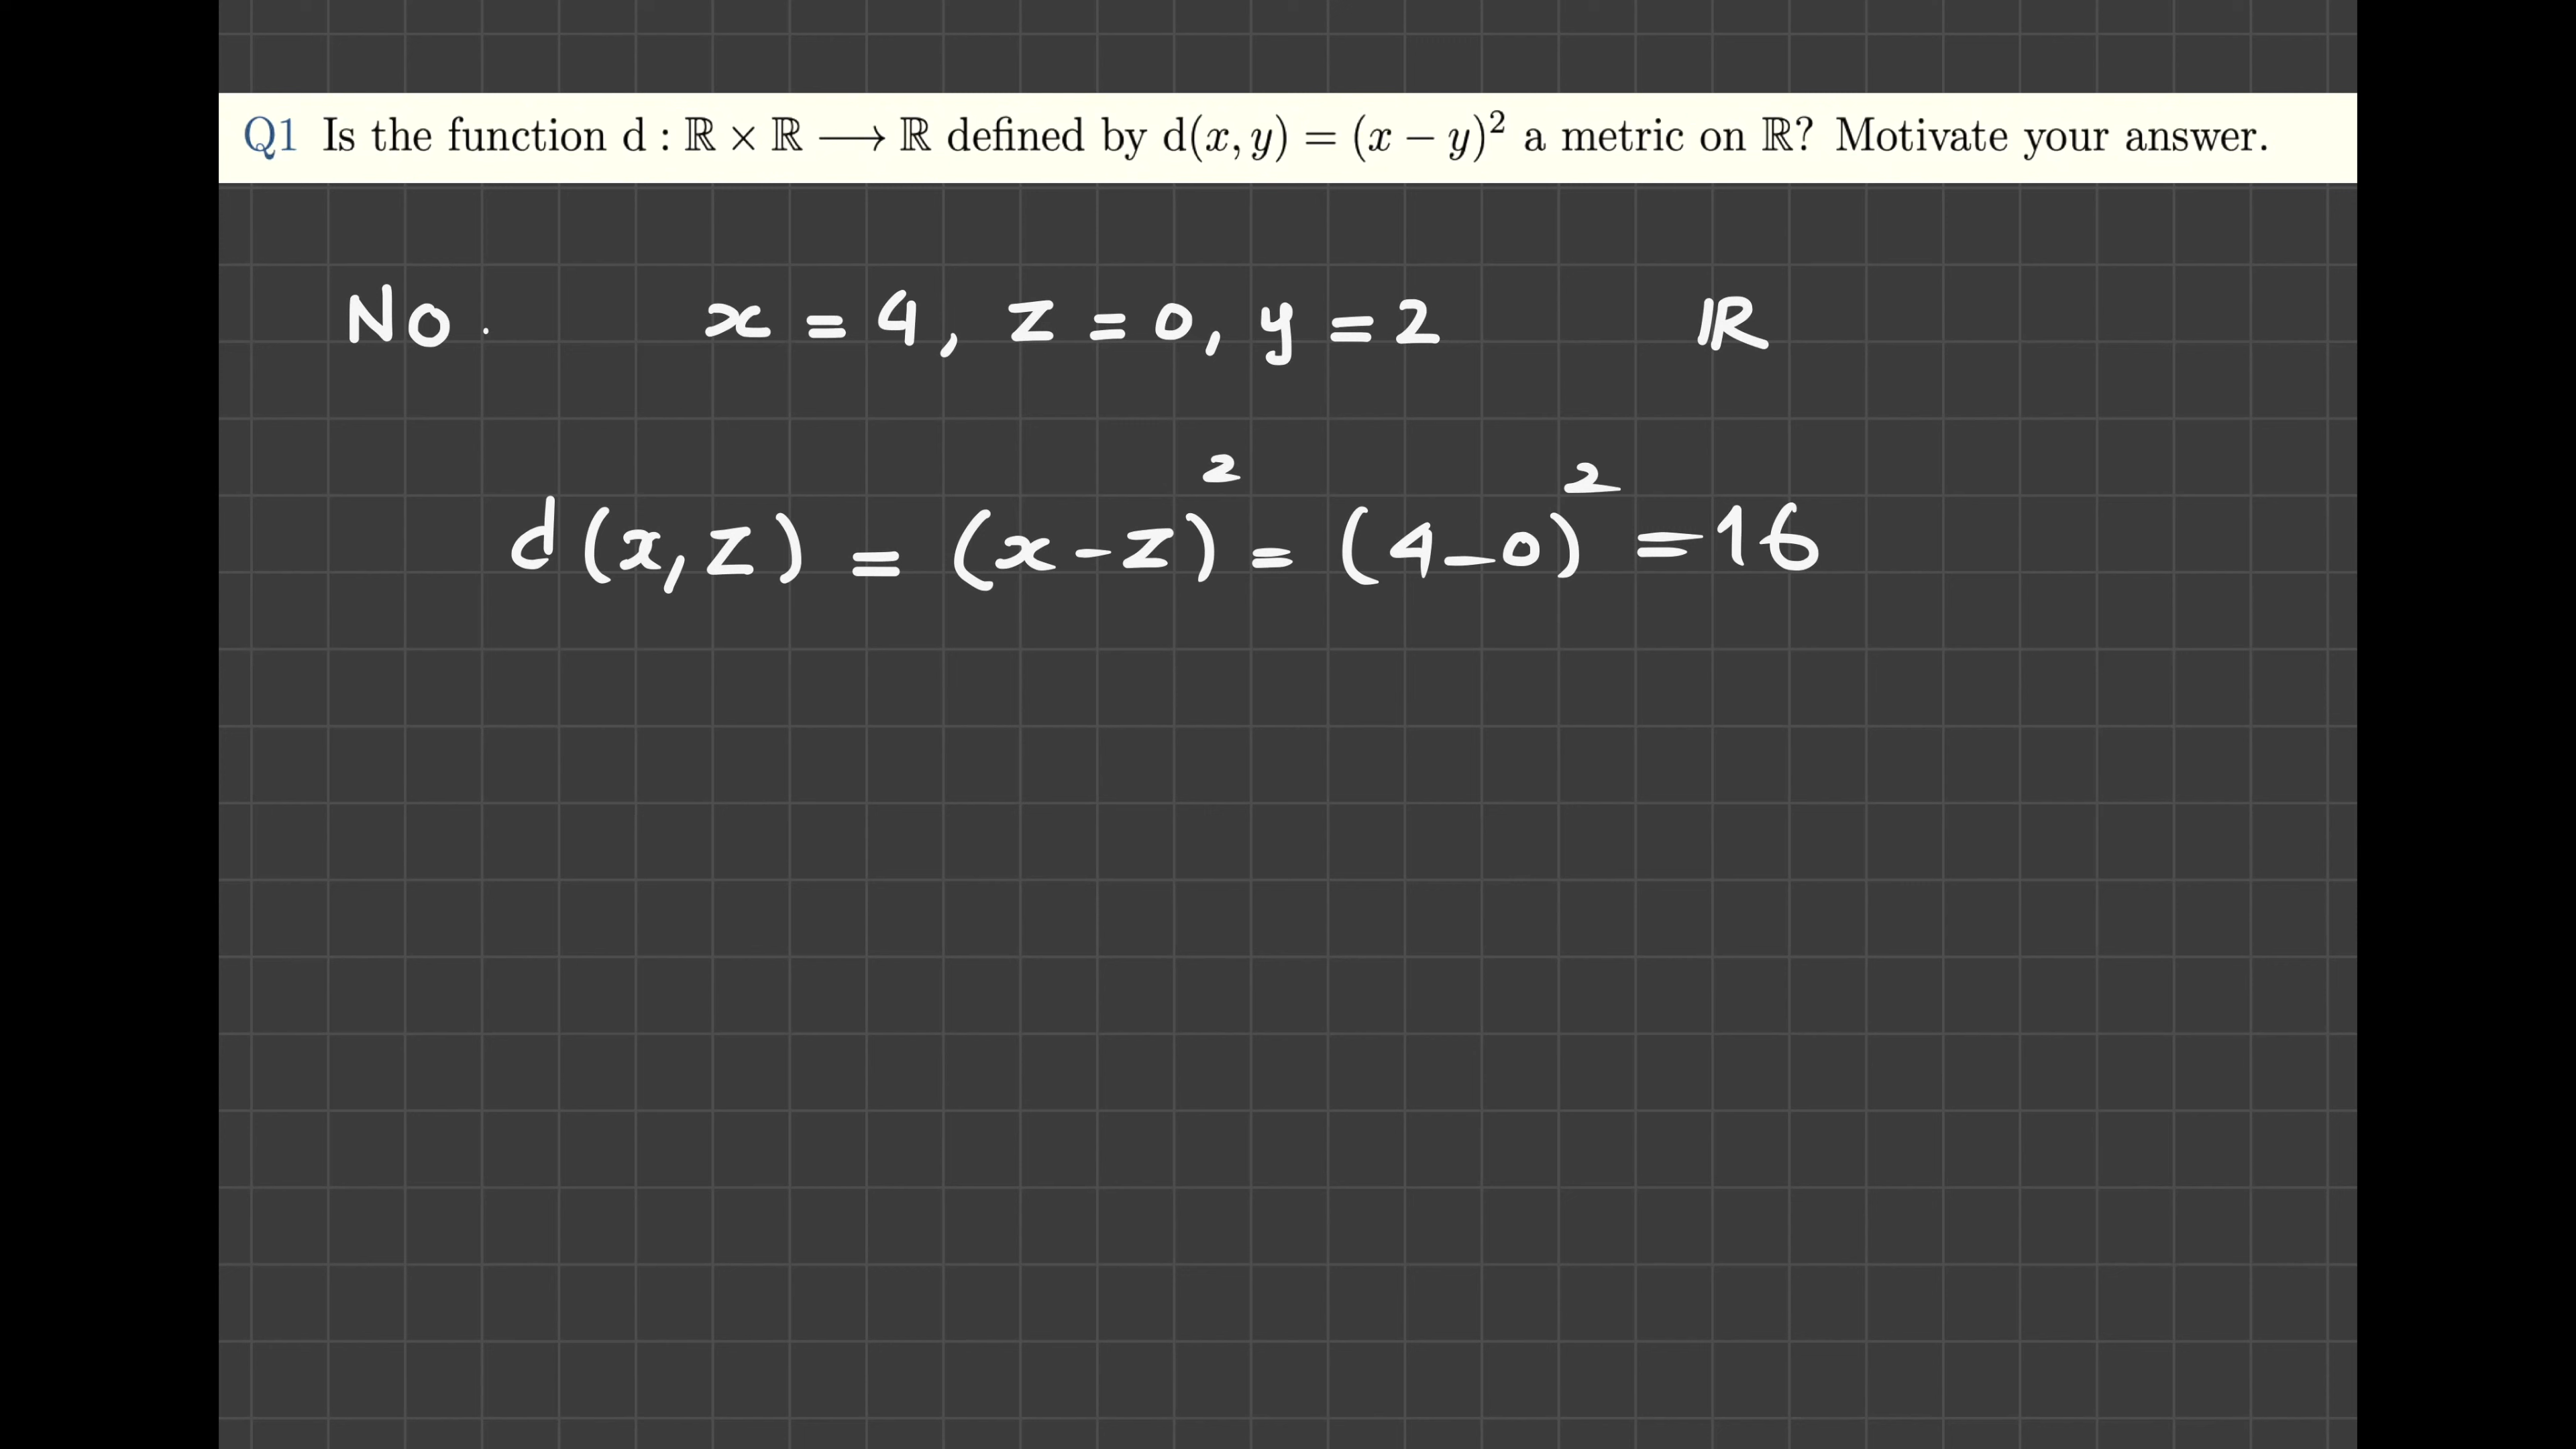 Q1 Is the function d : ℝ × ℝ ⟶ ℝ defined by d(x, y) = (x − y)² a metric on ℝ? Motivate your answer.
No. x = 4, z = 0, y = 2 ℝ
d(x, z) = (x − z)² = (4 − 0)² = 16